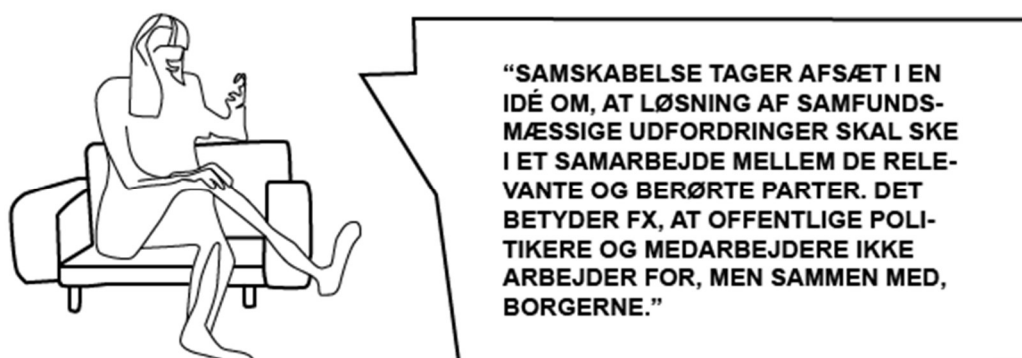 “SAMSKABELSE TAGER AFSÆT I EN
IDÉ OM, AT LØSNING AF SAMFUNDS-
MÆSSIGE UDFORDRINGER SKAL SKE
I ET SAMARBEJDE MELLEM DE RELE-
VANTE OG BERØRTE PARTER. DET
BETYDER FX, AT OFFENTLIGE POLI-
TIKERE OG MEDARBEJDERE IKKE
ARBEJDER FOR, MEN SAMMEN MED,
BORGERNE.”